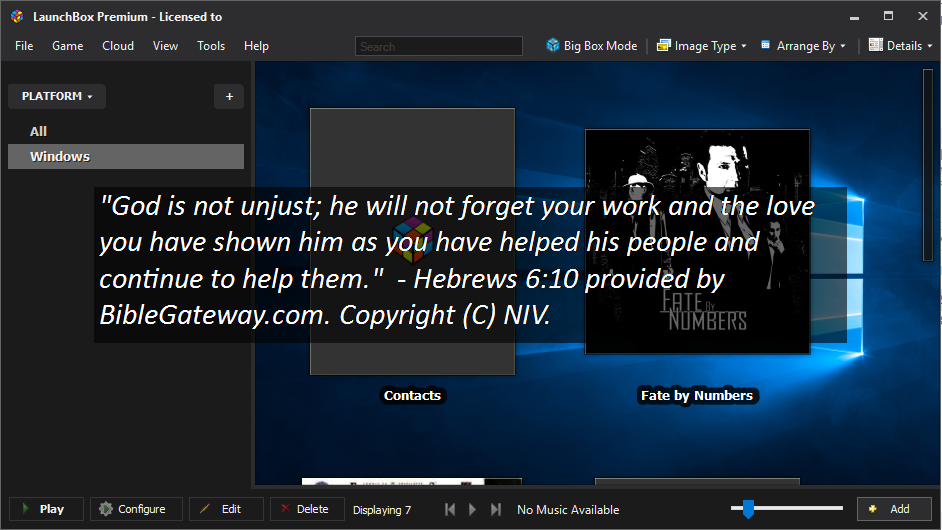 LaunchBox Premium - Licensed to
File Game Cloud View Tools Help Search Big Box Mode Image Type Arrange By Details
PLATFORM +
All
Windows
"God is not unjust; he will not forget your work and the love
you have shown him as you have helped his people and
continue to help them."  - Hebrews 6:10 provided by
BibleGateway.com. Copyright (C) NIV.
FATE BY
NUMBERS
Contacts
Fate by Numbers
Play Configure Edit Delete Displaying 7 No Music Available Add